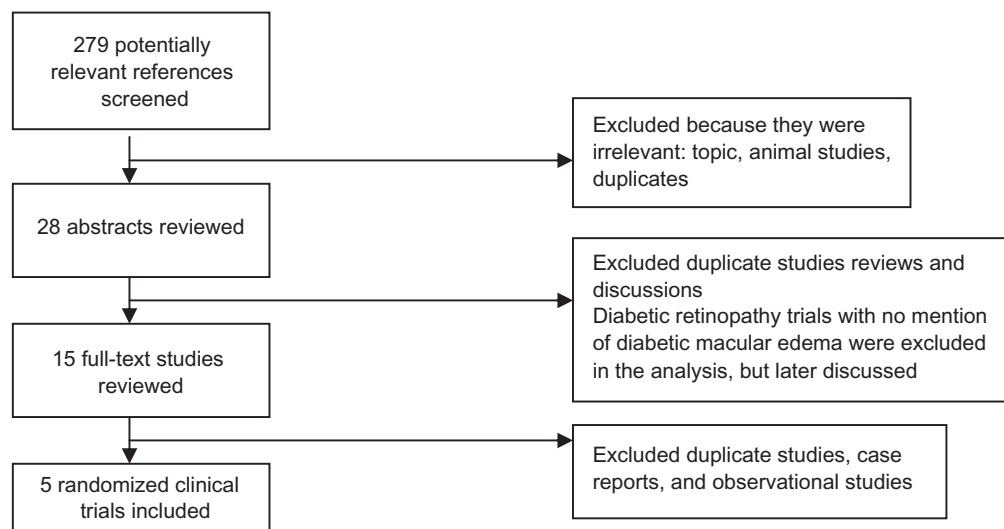 279 potentially
relevant references
screened
Excluded because they were
irrelevant: topic, animal studies,
duplicates
28 abstracts reviewed
Excluded duplicate studies reviews and
discussions
Diabetic retinopathy trials with no mention
of diabetic macular edema were excluded
in the analysis, but later discussed
15 full-text studies
reviewed
Excluded duplicate studies, case
reports, and observational studies
5 randomized clinical
trials included